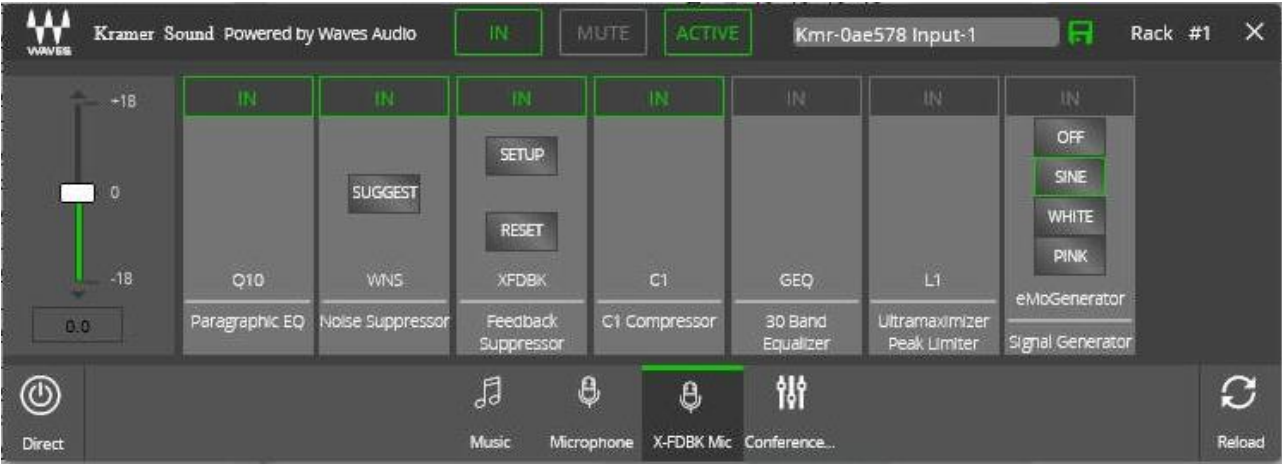 WAVES Kramer Sound Powered by Waves Audio IN MUTE ACTIVE Kmr-0ae578 Input-1 Rack #1
+18 IN IN IN IN IN IN IN
OFF
SETUP
SINE
0 SUGGEST
WHITE
RESET
PINK
-18 Q10 WNS XFDBK C1 GEQ L1
eMoGenerator
0.0 Paragraphic EQ Noise Suppressor Feedback Suppressor C1 Compressor 30 Band Equalizer Ultramaximizer Peak Limiter Signal Generator
Direct Music Microphone X-FDBK Mic Conference... Reload